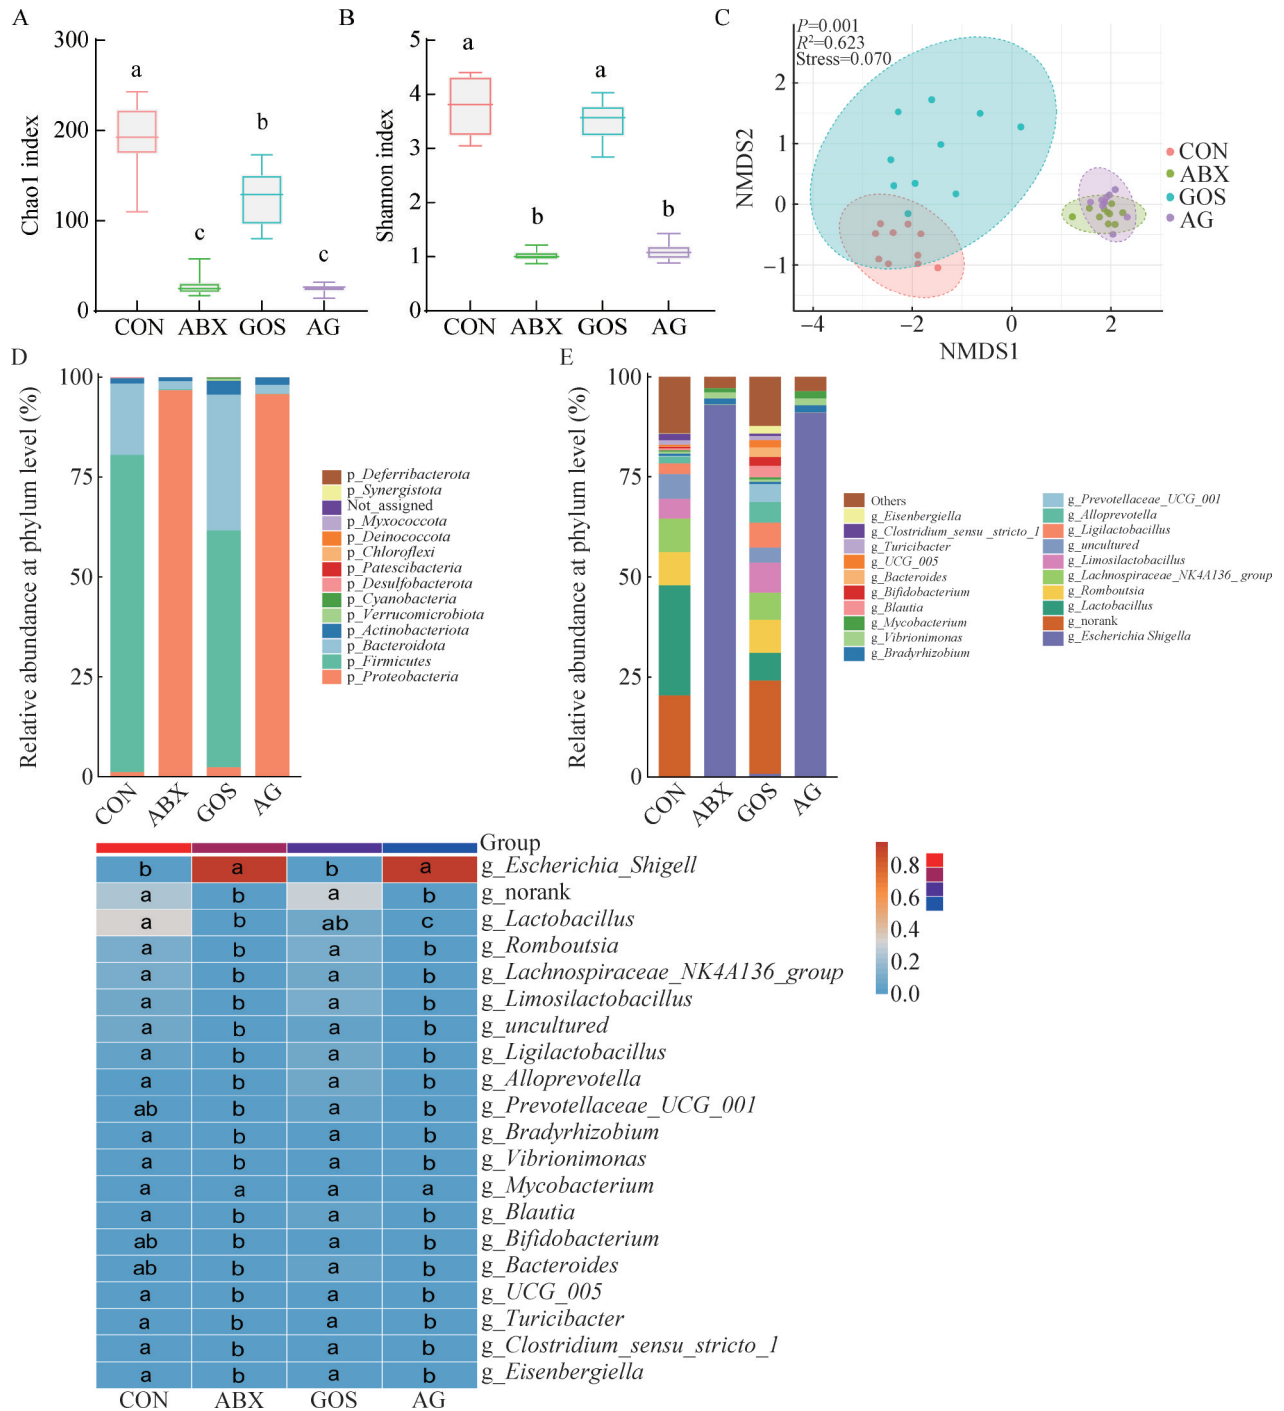 A
300
200
100
0
Chao1 index
a
c
b
c
CON
ABX
GOS
AG
B
5
4
3
2
1
0
Shannon index
a
b
a
b
CON
ABX
GOS
AG
C
P=0.001
R²=0.623
Stress=0.070
2
1
0
−1
NMDS2
−4
−2
0
2
NMDS1
CON
ABX
GOS
AG
D
100
75
50
25
0
Relative abundance at phylum level (%)
CON
ABX
GOS
AG
p_Deferribacterota
p_Synergistota
Not_assigned
p_Myxococcota
p_Deinococcota
p_Chloroflexi
p_Patescibacteria
p_Desulfobacterota
p_Cyanobacteria
p_Verrucomicrobiota
p_Actinobacteriota
p_Bacteroidota
p_Firmicutes
p_Proteobacteria
E
100
75
50
25
0
Relative abundance at phylum level (%)
CON
ABX
GOS
AG
Others
g_Eisenbergiella
g_Clostridium_sensu _stricto_1
g_Turicibacter
g_UCG_005
g_Bacteroides
g_Bifidobacterium
g_Blautia
g_Mycobacterium
g_Vibrionimonas
g_Bradyrhizobium
g_Prevotellaceae_UCG_001
g_Alloprevotella
g_Ligilactobacillus
g_uncultured
g_Limosilactobacillus
g_Lachnospiraceae_NK4A136_ group
g_Romboutsia
g_Lactobacillus
g_norank
g_Escherichia Shigella
Group
b a b a g_Escherichia_Shigell
a b a b g_norank
a b ab c g_Lactobacillus
a b a b g_Romboutsia
a b a b g_Lachnospiraceae_NK4A136_group
a b a b g_Limosilactobacillus
a b a b g_uncultured
a b a b g_Ligilactobacillus
a b a b g_Alloprevotella
ab b a b g_Prevotellaceae_UCG_001
a b a b g_Bradyrhizobium
a b a b g_Vibrionimonas
a a a a g_Mycobacterium
a b a b g_Blautia
ab b a b g_Bifidobacterium
ab b a b g_Bacteroides
a b a b g_UCG_005
a b a b g_Turicibacter
a b a b g_Clostridium_sensu_stricto_1
a b a b g_Eisenbergiella
CON ABX GOS AG
0.8
0.6
0.4
0.2
0.0